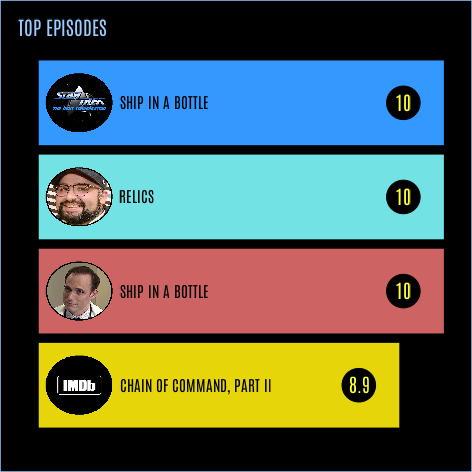 TOP EPISODES
STAR TREK
THE NEXT GENERATION
SHIP IN A BOTTLE
10
RELICS
10
SHIP IN A BOTTLE
10
IMDb
CHAIN OF COMMAND, PART II
8.9